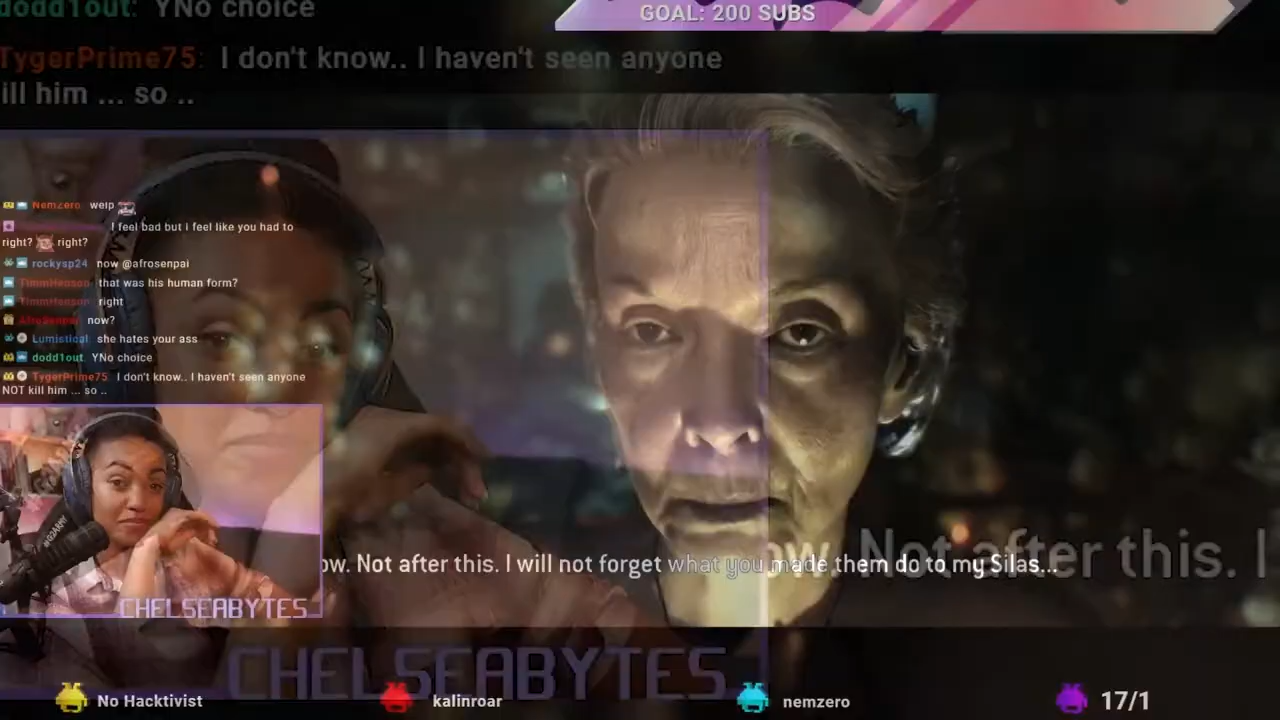 dodd1out: YNo choice
GOAL: 200 SUBS
TygerPrime75: I don't know.. I haven't seen anyone
ill him ... so ..
NemZero welp
I feel bad but i feel like you had to
right? right?
rockysp24 now @afrosenpai
TimmHenson that was his human form?
TimmHenson right
AfroSenpai now?
Lumistical she hates your ass
dodd1out YNo choice
TygerPrime75 I don't know.. I haven't seen anyone
NOT kill him ... so ..
ow. Not after this. I will not forget what you made them do to my Silas...
ow. Not after this. I
CHELSEABYTES
CHELSEABYTES
No Hacktivist
kalinroar
nemzero
17/1